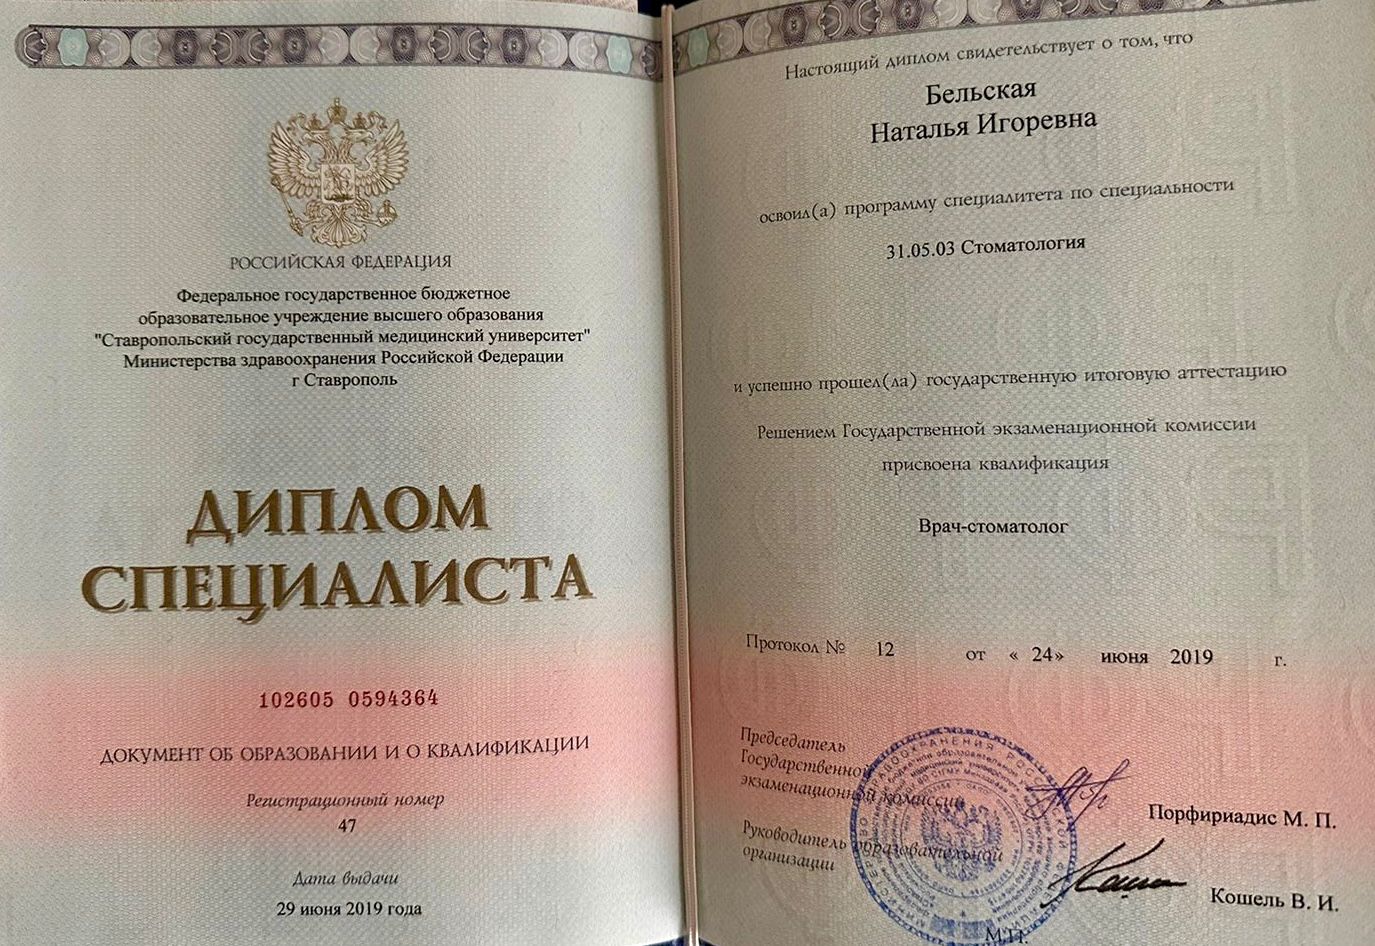 РОССИЙСКАЯ ФЕДЕРАЦИЯ
Федеральное государственное бюджетное
образовательное учреждение высшего образования
"Ставропольский государственный медицинский университет"
Министерства здравоохранения Российской Федерации
г Ставрополь
ДИПЛОМ
СПЕЦИАЛИСТА
102605 0594364
ДОКУМЕНТ ОБ ОБРАЗОВАНИИ И О КВАЛИФИКАЦИИ
Регистрационный номер
47
Дата выдачи
29 июня 2019 года
Настоящий диплом свидетельствует о том, что
Бельская
Наталья Игоревна
освоил(а) программу специалитета по специальности
31.05.03 Стоматология
и успешно прошел(ла) государственную итоговую аттестацию
Решением Государственной экзаменационной комиссии
присвоена квалификация
Врач-стоматолог
Протокол № 12 от « 24» июня 2019 г.
Председатель
Государственной
экзаменационной комиссии
Порфириадис М. П.
Руководитель образовательной
организации
Кошель В. И.
М.П.